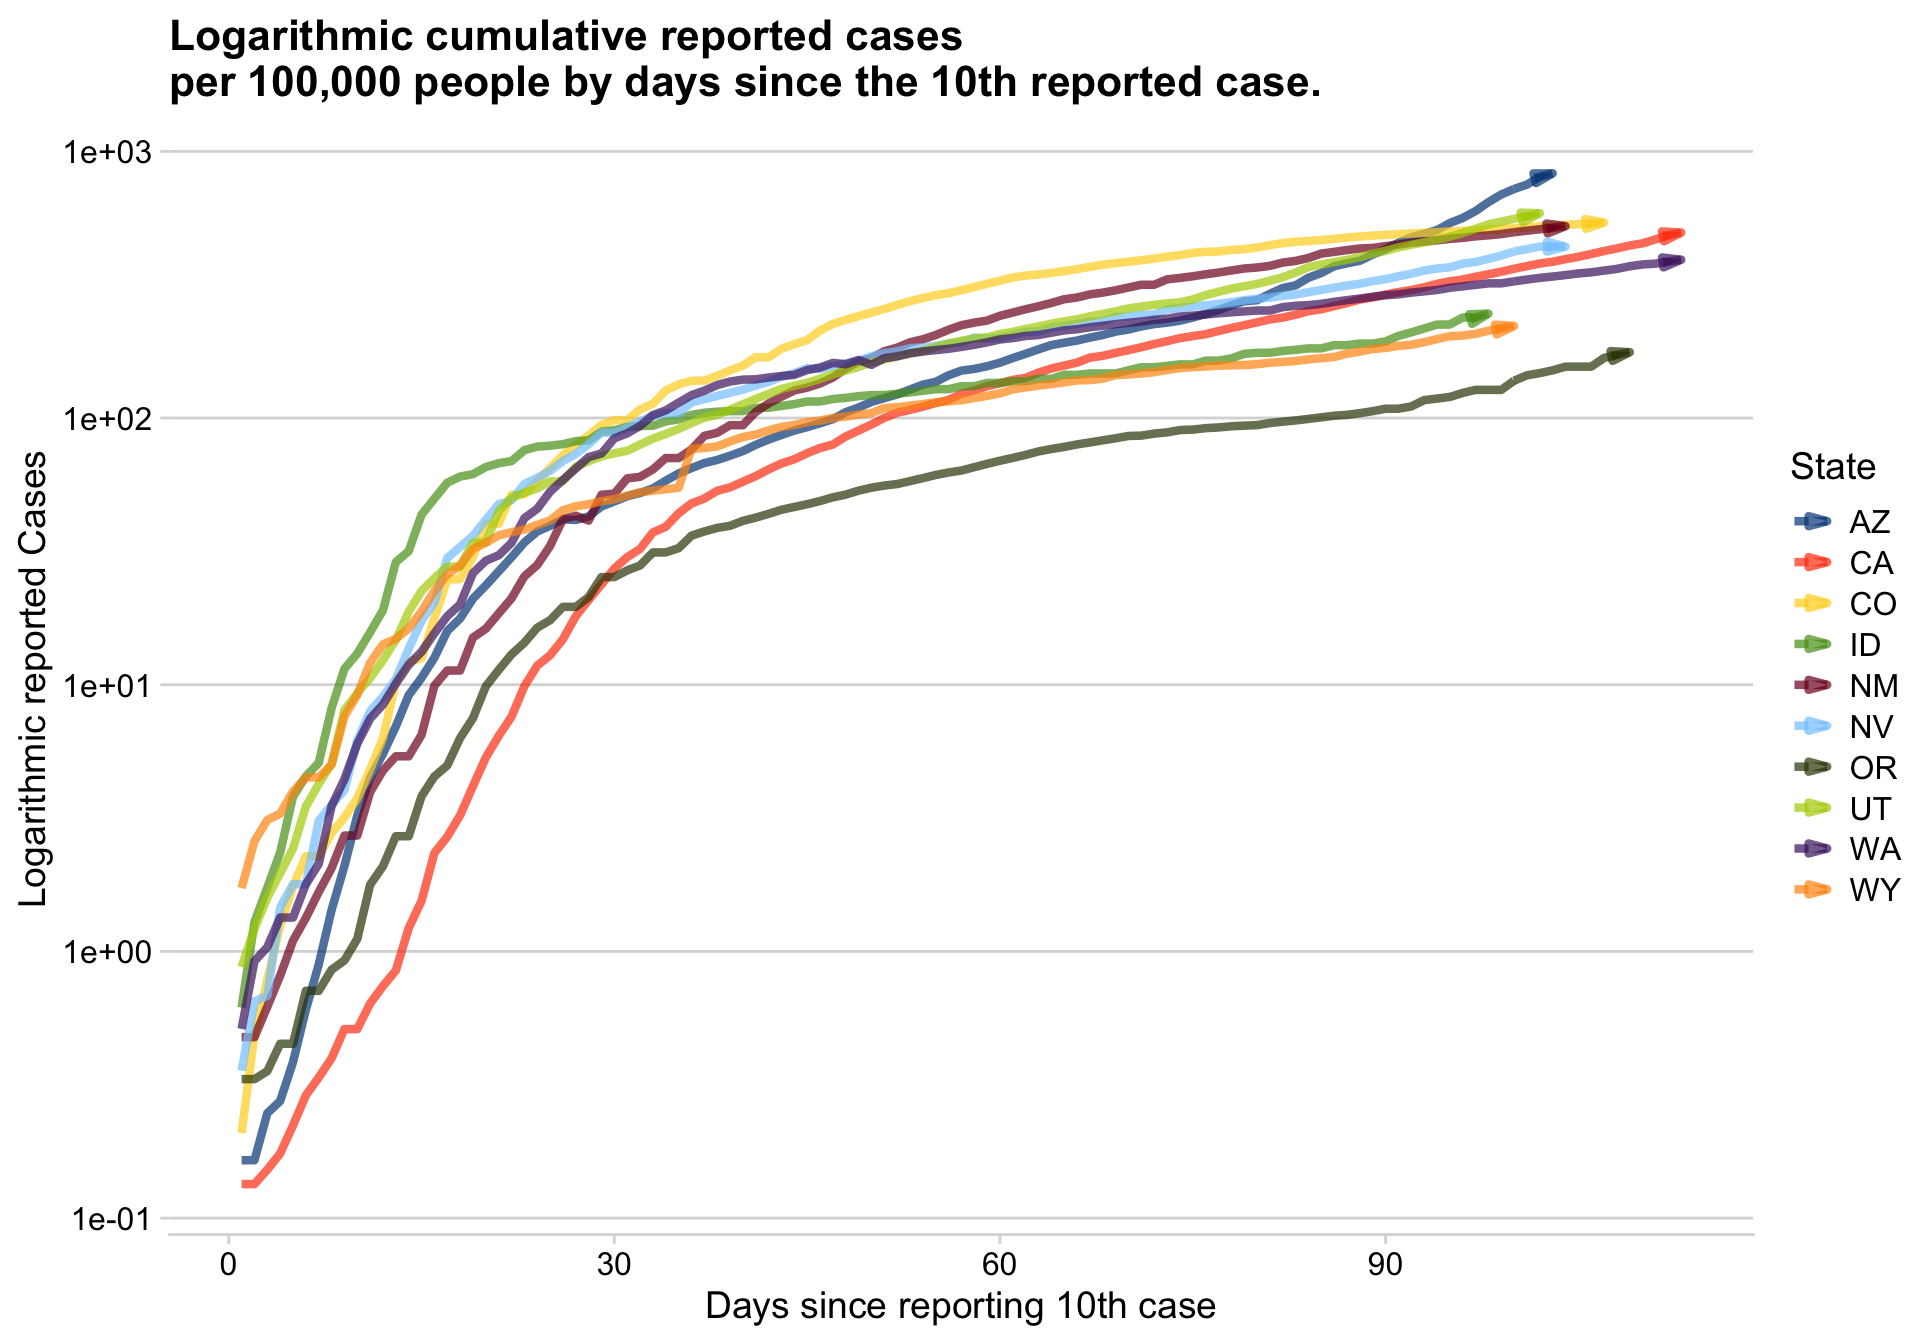 Logarithmic cumulative reported cases
per 100,000 people by days since the 10th reported case.
1e+03
1e+02
1e+01
1e+00
1e-01
Logarithmic reported Cases
0
30
60
90
Days since reporting 10th case
State
AZ
CA
CO
ID
NM
NV
OR
UT
WA
WY